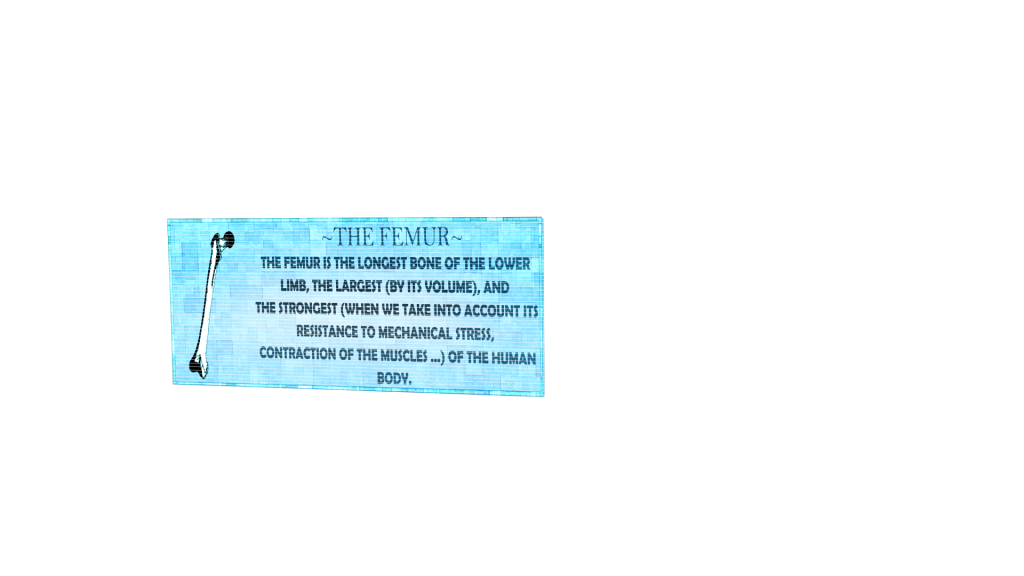 ~THE FEMUR~
THE FEMUR IS THE LONGEST BONE OF THE LOWER
LIMB, THE LARGEST (BY ITS VOLUME), AND
THE STRONGEST (WHEN WE TAKE INTO ACCOUNT ITS
RESISTANCE TO MECHANICAL STRESS,
CONTRACTION OF THE MUSCLES ...) OF THE HUMAN
BODY.